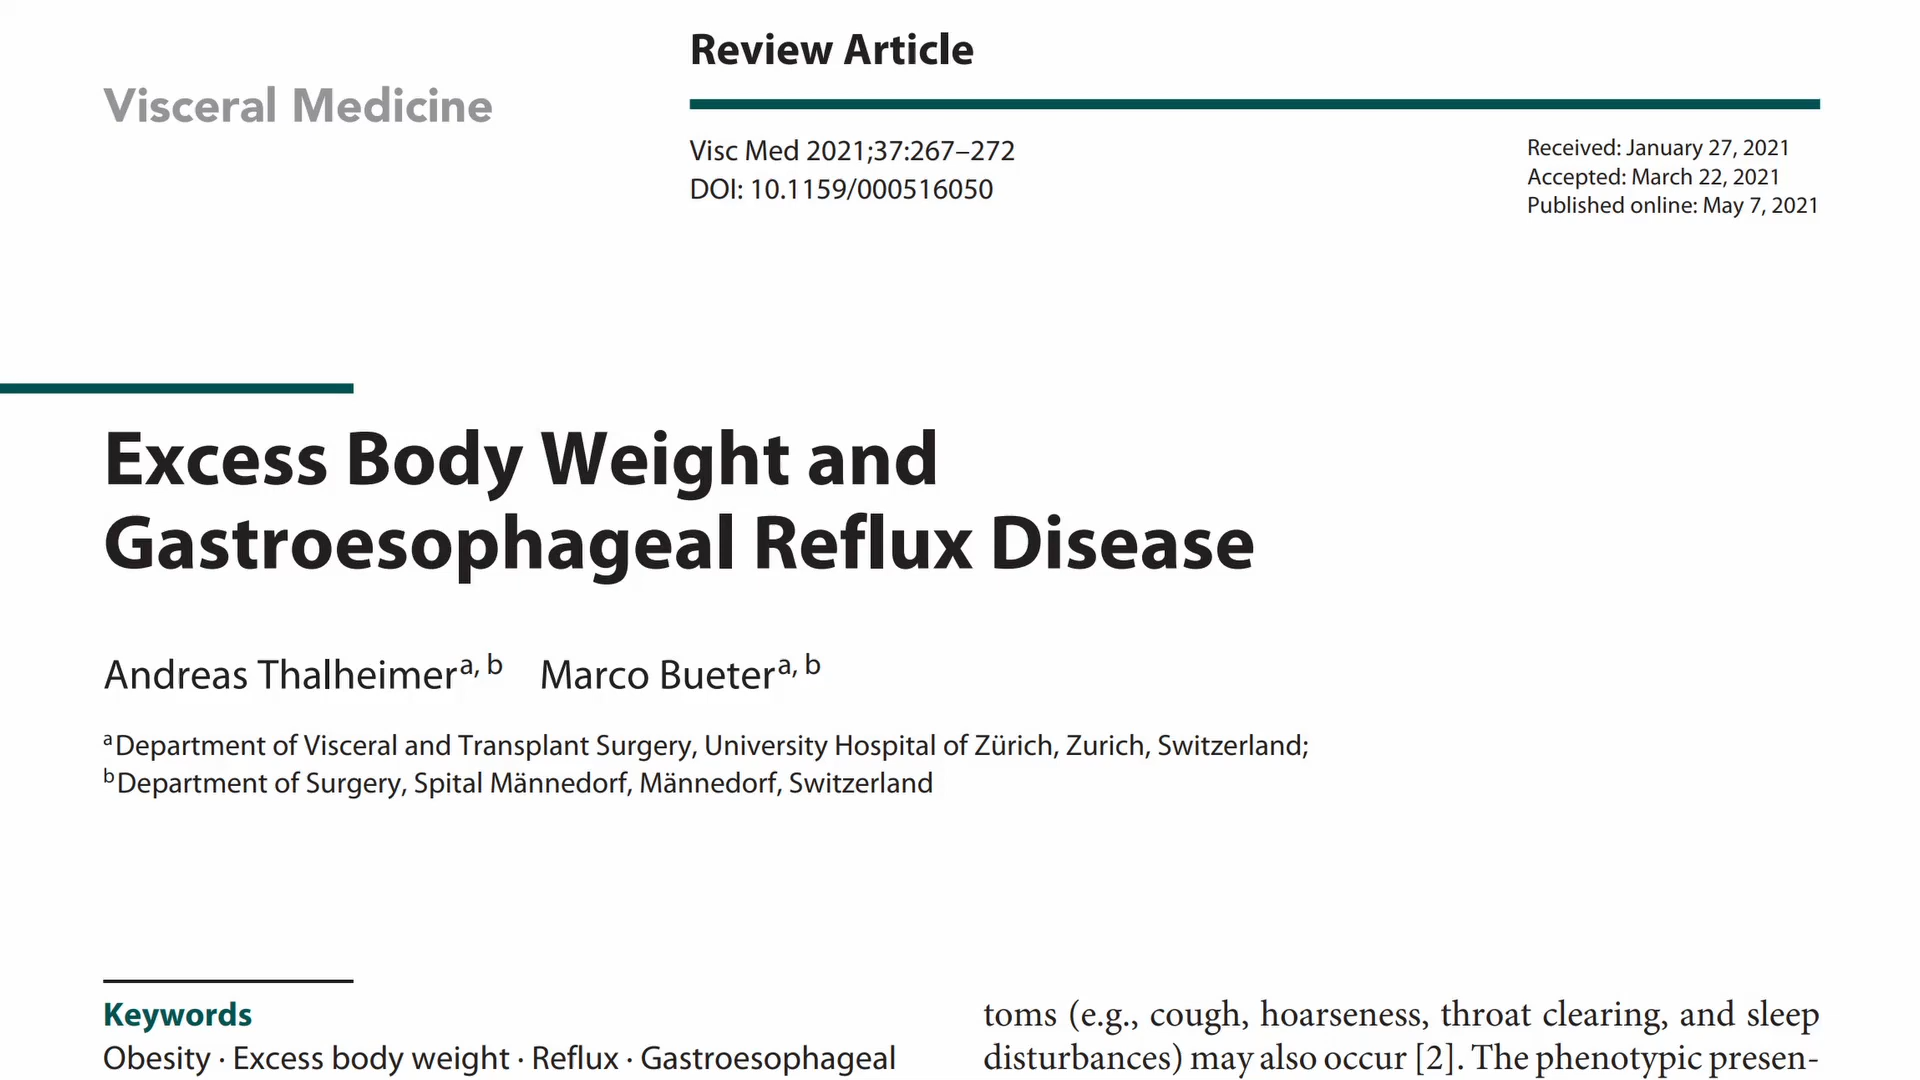 Review Article
Visceral Medicine
Visc Med 2021;37:267–272
DOI: 10.1159/000516050
Received: January 27, 2021
Accepted: March 22, 2021
Published online: May 7, 2021
Excess Body Weight and
Gastroesophageal Reflux Disease
Andreas Thalheimer a, b Marco Bueter a, b
a Department of Visceral and Transplant Surgery, University Hospital of Zürich, Zurich, Switzerland;
b Department of Surgery, Spital Männedorf, Männedorf, Switzerland
Keywords
Obesity · Excess body weight · Reflux · Gastroesophageal
toms (e.g., cough, hoarseness, throat clearing, and sleep
disturbances) may also occur [2]. The phenotypic presen-